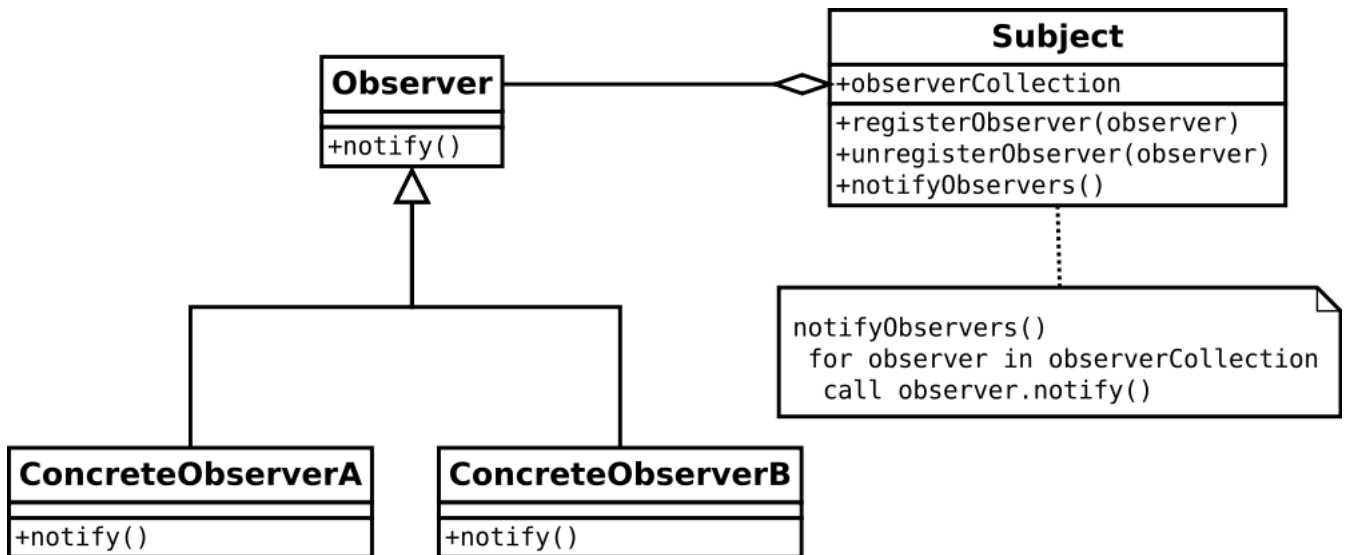 Subject
+observerCollection
+registerObserver(observer)
+unregisterObserver(observer)
+notifyObservers()
Observer
+notify()
notifyObservers()
for observer in observerCollection
call observer.notify()
ConcreteObserverA
+notify()
ConcreteObserverB
+notify()